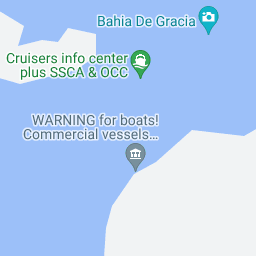 Bahia De Gracia
Cruisers info center
plus SSCA & OCC
WARNING for boats!
Commercial vessels...